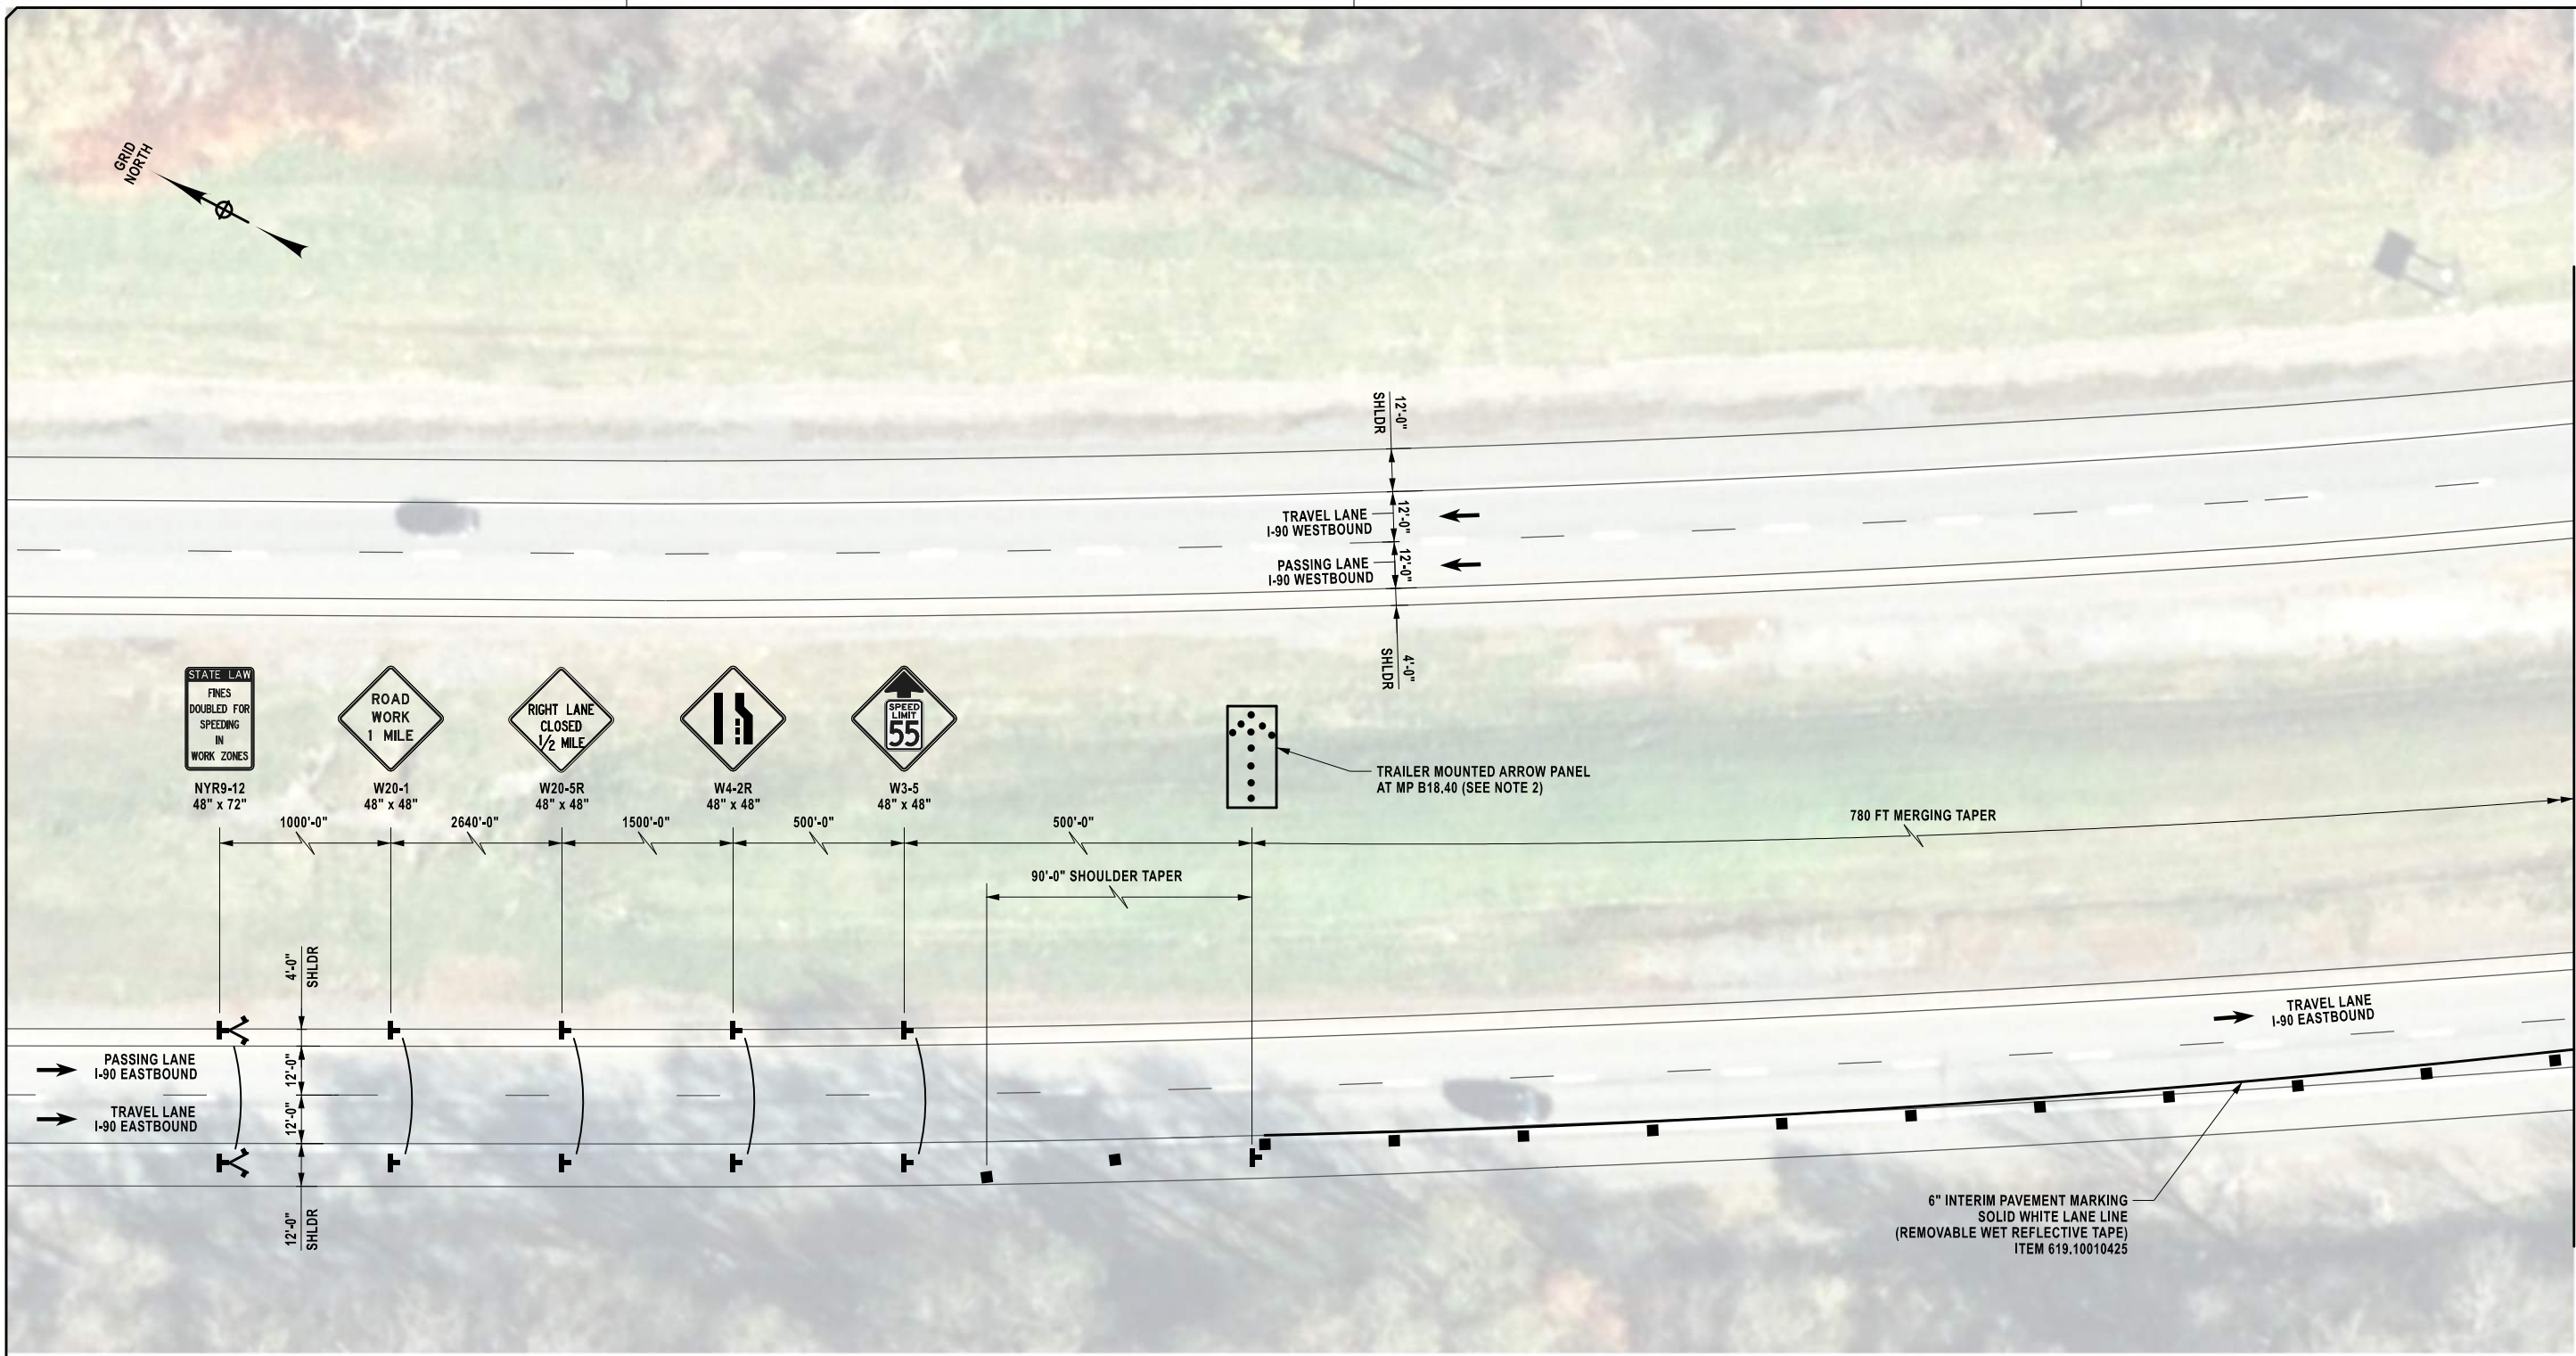 GRID
NORTH
12'-0"
SHLDR
TRAVEL LANE
I-90 WESTBOUND
12'-0"
PASSING LANE
I-90 WESTBOUND
12'-0"
4'-0"
SHLDR
STATE LAW
FINES
DOUBLED FOR
SPEEDING
IN
WORK ZONES
NYR9-12
48" x 72"
ROAD
WORK
1 MILE
W20-1
48" x 48"
RIGHT LANE
CLOSED
1/2 MILE
W20-5R
48" x 48"
W4-2R
48" x 48"
SPEED
LIMIT
55
W3-5
48" x 48"
TRAILER MOUNTED ARROW PANEL
AT MP B18.40 (SEE NOTE 2)
1000'-0"
2640'-0"
1500'-0"
500'-0"
500'-0"
780 FT MERGING TAPER
90'-0" SHOULDER TAPER
4'-0"
SHLDR
PASSING LANE
I-90 EASTBOUND
12'-0"
TRAVEL LANE
I-90 EASTBOUND
12'-0"
12'-0"
SHLDR
TRAVEL LANE
I-90 EASTBOUND
6" INTERIM PAVEMENT MARKING
SOLID WHITE LANE LINE
(REMOVABLE WET REFLECTIVE TAPE)
ITEM 619.10010425